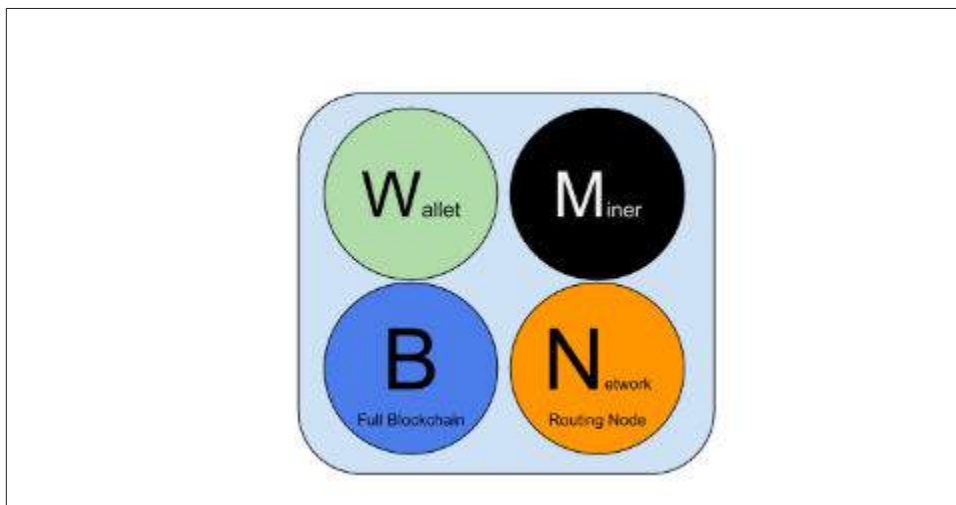 Wallet
Miner
B
Full Blockchain
Network
Routing Node